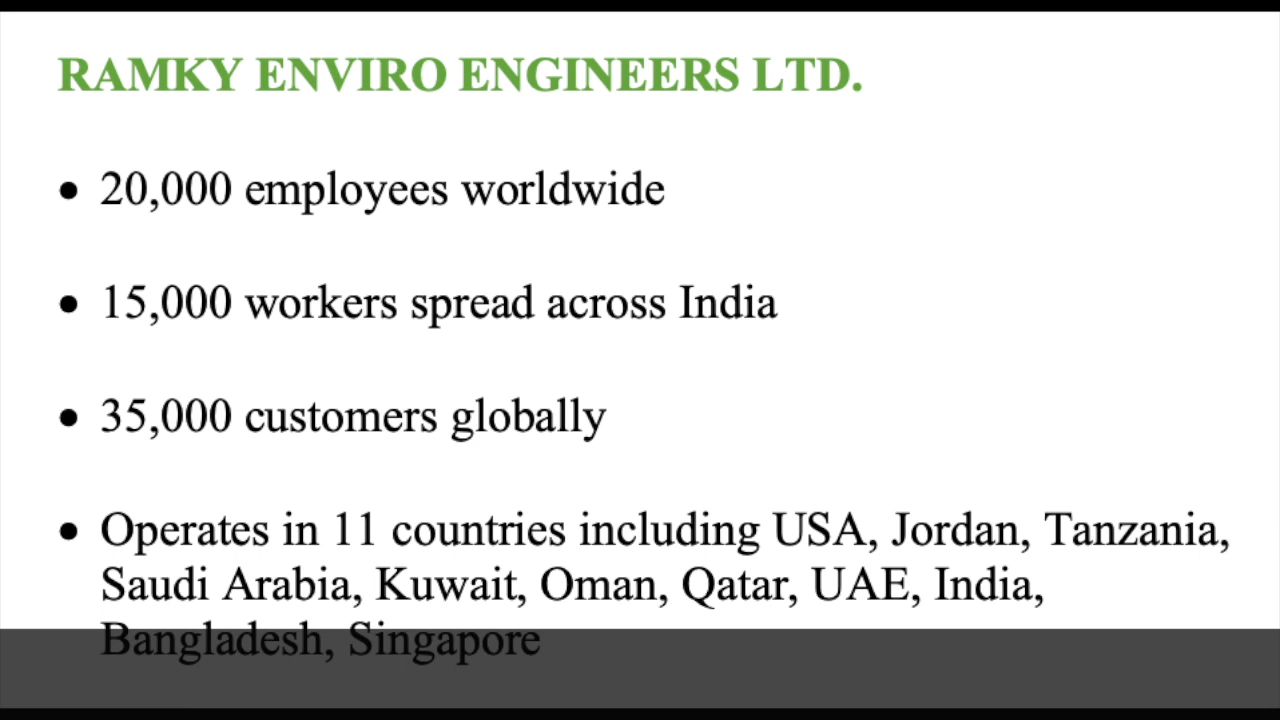 RAMKY ENVIRO ENGINEERS LTD.
• 20,000 employees worldwide
• 15,000 workers spread across India
• 35,000 customers globally
• Operates in 11 countries including USA, Jordan, Tanzania,
Saudi Arabia, Kuwait, Oman, Qatar, UAE, India,
Bangladesh, Singapore